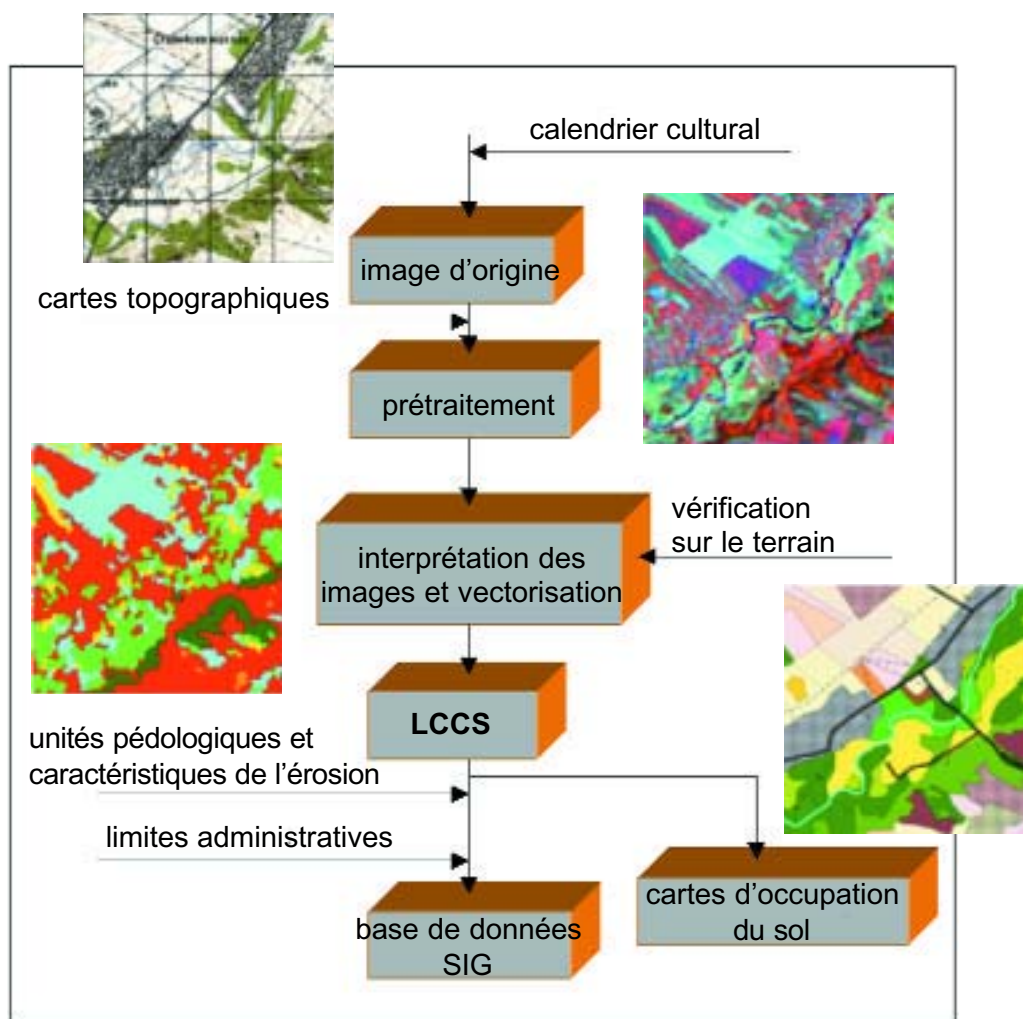 calendrier cultural
image d'origine
cartes topographiques
prétraitement
vérification
sur le terrain
interprétation des
images et vectorisation
LCCS
unités pédologiques et
caractéristiques de l'érosion
limites administratives
cartes d'occupation
du sol
base de données
SIG